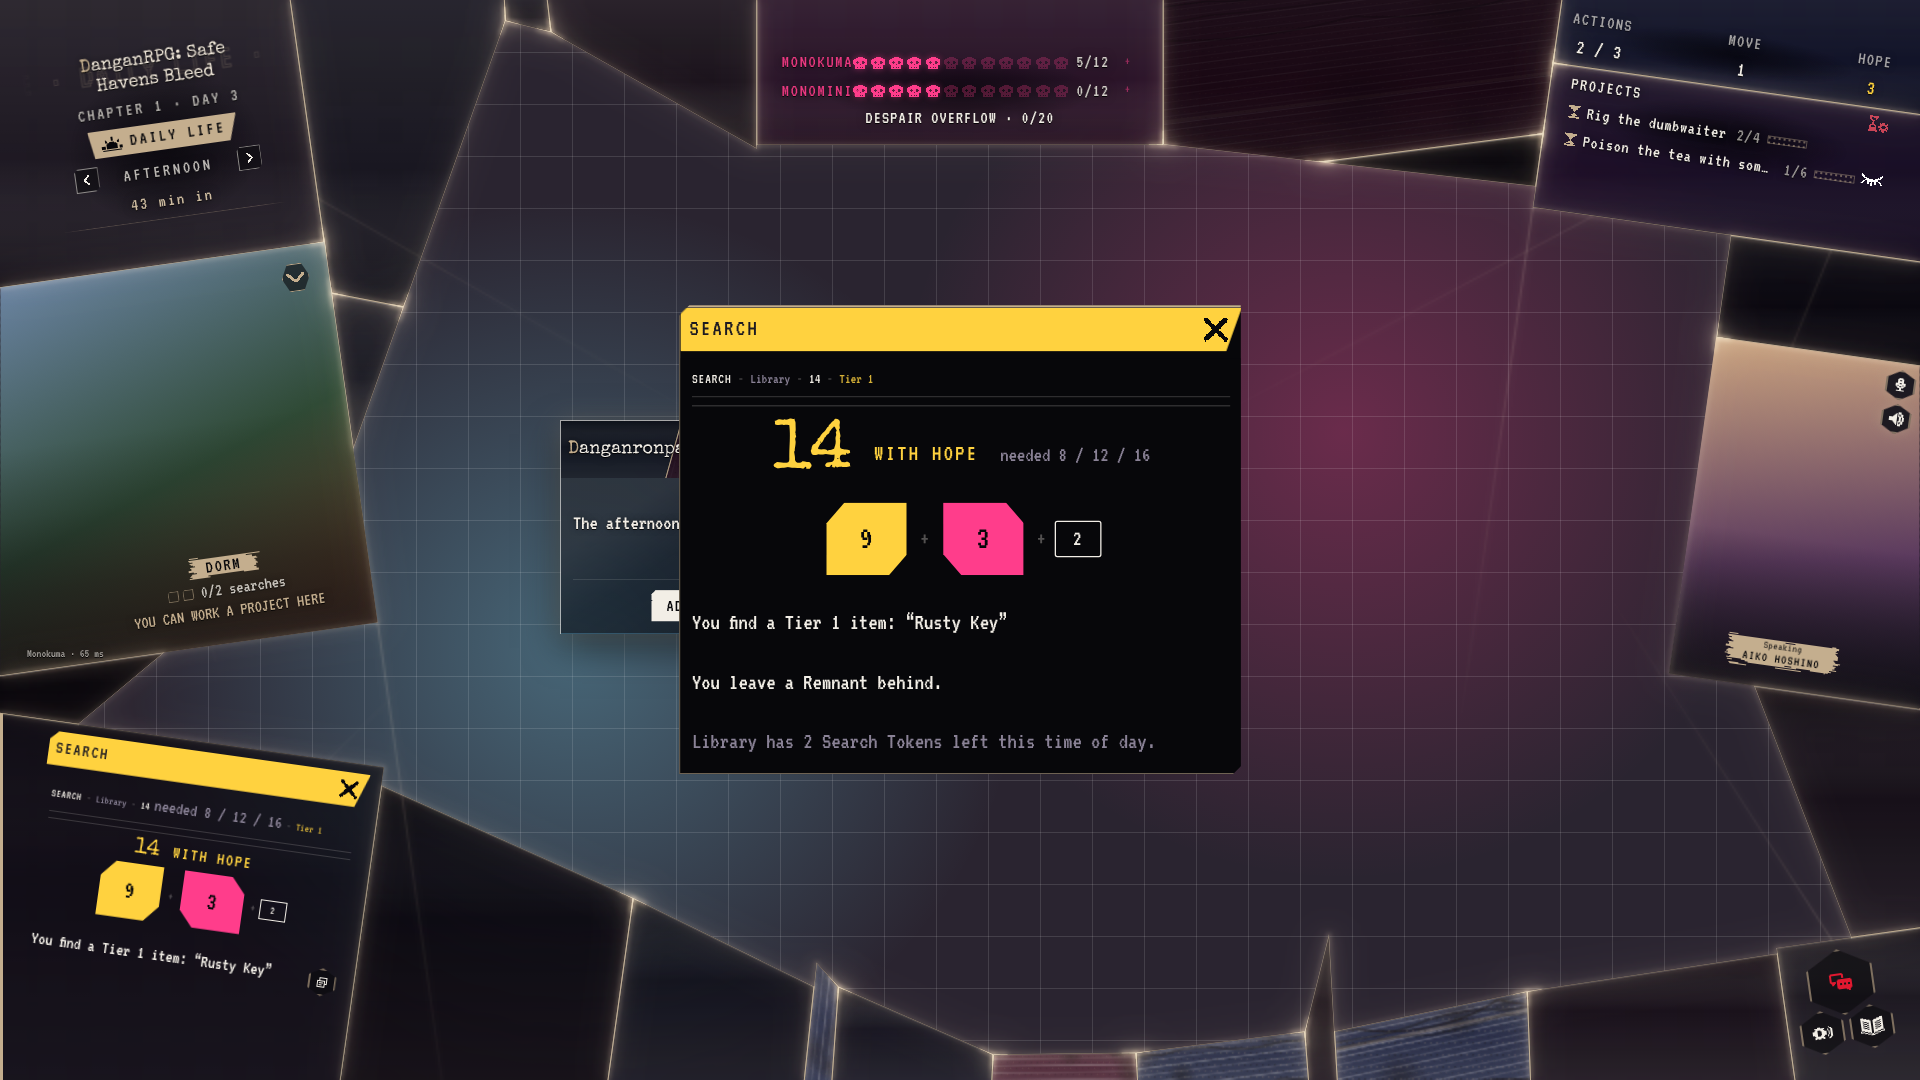 DanganRPG: Safe
Havens Bleed
CHAPTER 1 · DAY 3
DAILY LIFE
AFTERNOON
43 min in
MONOKUMA 5/12
MONOMINI 0/12
DESPAIR OVERFLOW · 0/20
ACTIONS
2 / 3
MOVE
1
HOPE
3
PROJECTS
Rig the dumbwaiter 2/4
Poison the tea with som… 1/6
DORM
0/2 searches
YOU CAN WORK A PROJECT HERE
Monokuma · 65 ms
Danganronpa
The afternoon
SEARCH
SEARCH · Library · 14 · Tier 1
14 WITH HOPE needed 8 / 12 / 16
9 + 3 + 2
You find a Tier 1 item: “Rusty Key”
You leave a Remnant behind.
Library has 2 Search Tokens left this time of day.
Speaking
AIKO HOSHINO
SEARCH
SEARCH · Library · 14 needed 8 / 12 / 16 · Tier 1
14 WITH HOPE
9 + 3 + 2
You find a Tier 1 item: “Rusty Key”